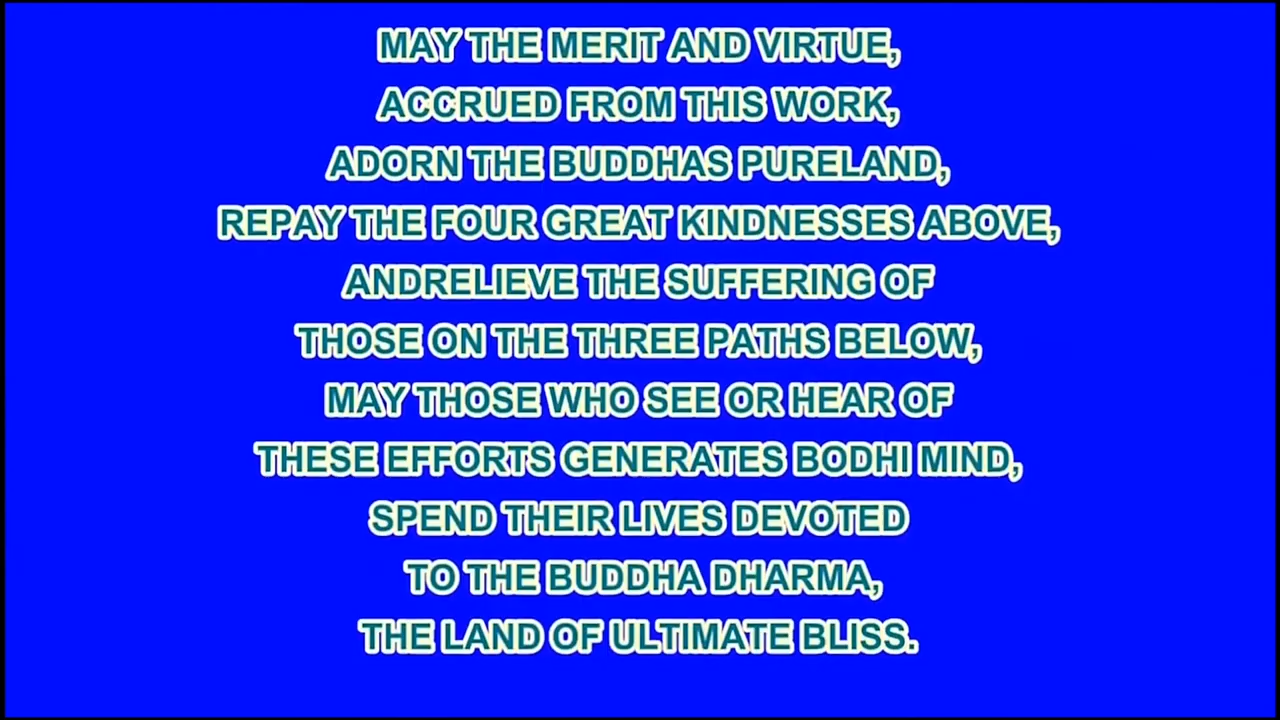 MAY THE MERIT AND VIRTUE,
ACCRUED FROM THIS WORK,
ADORN THE BUDDHAS PURELAND,
REPAY THE FOUR GREAT KINDNESSES ABOVE,
ANDRELIEVE THE SUFFERING OF
THOSE ON THE THREE PATHS BELOW,
MAY THOSE WHO SEE OR HEAR OF
THESE EFFORTS GENERATES BODHI MIND,
SPEND THEIR LIVES DEVOTED
TO THE BUDDHA DHARMA,
THE LAND OF ULTIMATE BLISS.